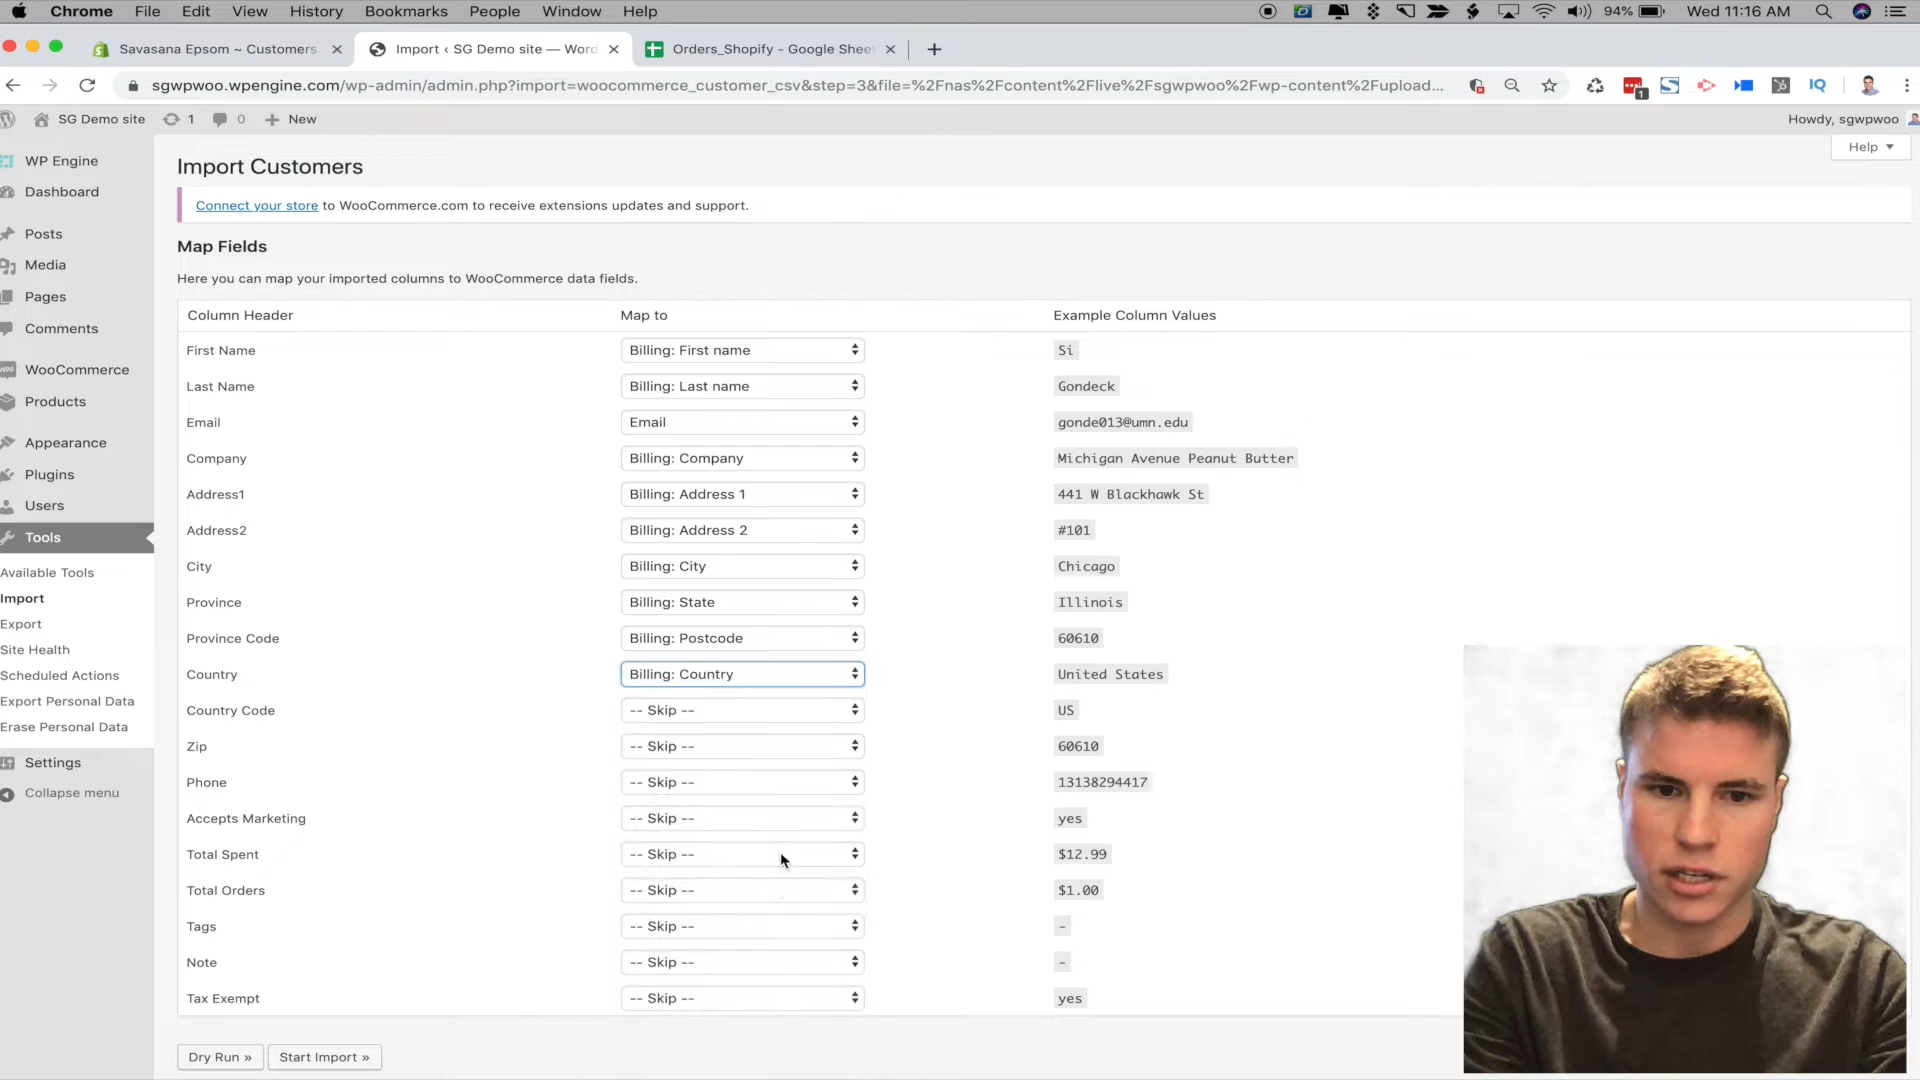 Chrome File Edit View History Bookmarks People Window Help 94% Wed 11:16 AM
Savasana Epsom ~ Customers Import ‹ SG Demo site — Word Orders_Shopify - Google Shee
sgwpwoo.wpengine.com/wp-admin/admin.php?import=woocommerce_customer_csv&step=3&file=%2Fnas%2Fcontent%2Flive%2Fsgwpwoo%2Fwp-content%2Fupload... 1 IQ
SG Demo site 1 0 New Howdy, sgwpwoo
Help
WP Engine
Dashboard
Posts
Media
Pages
Comments
WooCommerce
Products
Appearance
Plugins
Users
Tools
Available Tools
Import
Export
Site Health
Scheduled Actions
Export Personal Data
Erase Personal Data
Settings
Collapse menu
Import Customers
Connect your store to WooCommerce.com to receive extensions updates and support.
Map Fields
Here you can map your imported columns to WooCommerce data fields.
Column Header Map to Example Column Values
First Name Billing: First name Si
Last Name Billing: Last name Gondeck
Email Email gonde013@umn.edu
Company Billing: Company Michigan Avenue Peanut Butter
Address1 Billing: Address 1 441 W Blackhawk St
Address2 Billing: Address 2 #101
City Billing: City Chicago
Province Billing: State Illinois
Province Code Billing: Postcode 60610
Country Billing: Country United States
Country Code -- Skip -- US
Zip -- Skip -- 60610
Phone -- Skip -- 13138294417
Accepts Marketing -- Skip -- yes
Total Spent -- Skip -- $12.99
Total Orders -- Skip -- $1.00
Tags -- Skip -- -
Note -- Skip -- -
Tax Exempt -- Skip -- yes
Dry Run » Start Import »